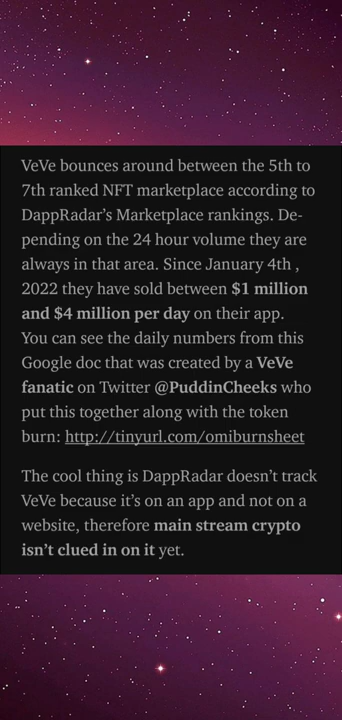 VeVe bounces around between the 5th to
7th ranked NFT marketplace according to
DappRadar’s Marketplace rankings. De-
pending on the 24 hour volume they are
always in that area. Since January 4th ,
2022 they have sold between $1 million
and $4 million per day on their app.
You can see the daily numbers from this
Google doc that was created by a VeVe
fanatic on Twitter @PuddinCheeks who
put this together along with the token
burn: http://tinyurl.com/omiburnsheet
The cool thing is DappRadar doesn’t track
VeVe because it’s on an app and not on a
website, therefore main stream crypto
isn’t clued in on it yet.